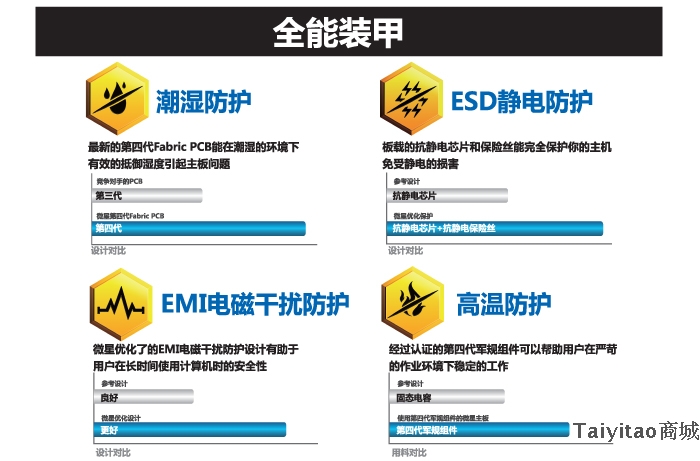 全能装甲
潮湿防护
最新的第四代Fabric PCB能在潮湿的环境下
有效的抵御湿度引起主板问题
竞争对手的PCB
第三代
微星第四代Fabric PCB
第四代
设计对比
ESD静电防护
板载的抗静电芯片和保险丝能完全保护你的主机
免受静电的损害
参考设计
抗静电芯片
微星优化保护
抗静电芯片+抗静电保险丝
设计对比
EMI电磁干扰防护
微星优化了的EMI电磁干扰防护设计有助于
用户在长时间使用计算机时的安全性
参考设计
良好
微星优化设计
更好
设计对比
高温防护
经过认证的第四代军规组件可以帮助用户在严苛
的作业环境下稳定的工作
参考设计
固态电容
使用第四代军规组件的微星主板
第四代军规组件
用料对比
Taiyitao商城